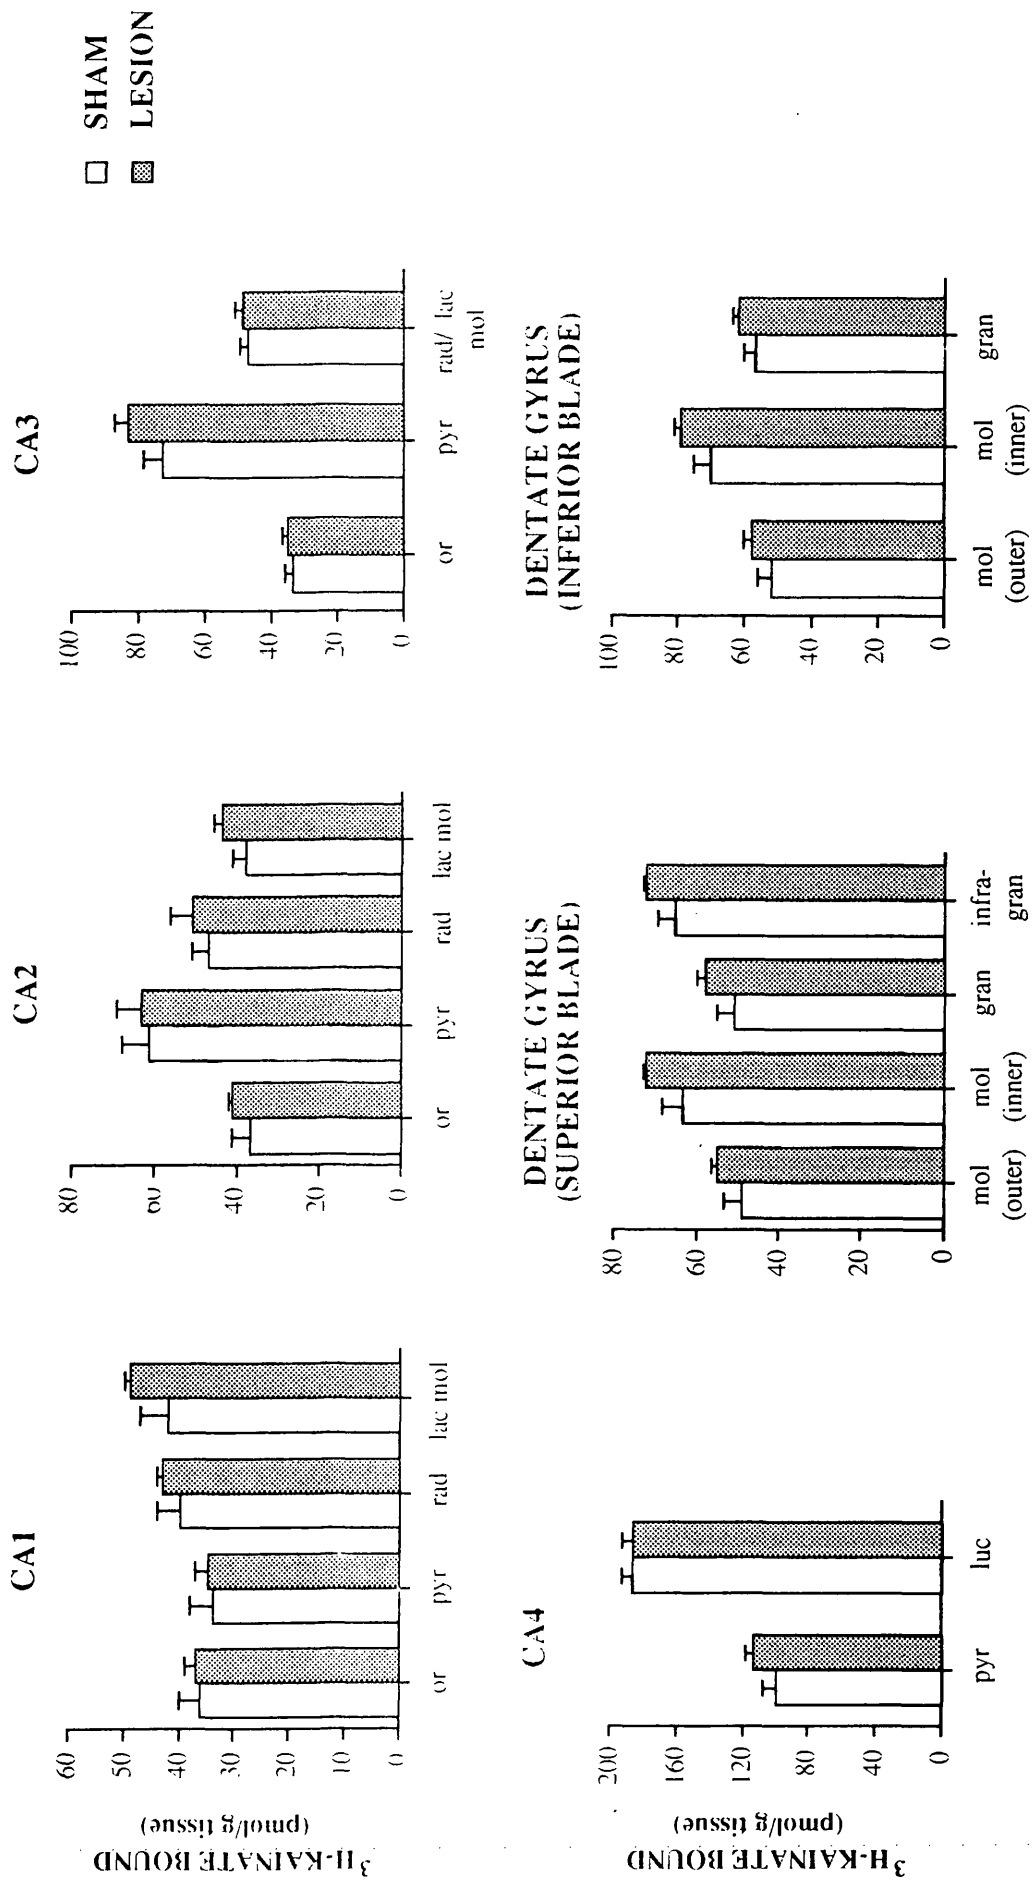 CA1
CA2
CA3
SHAM
LESION
³H-KAINATE BOUND
(pmol/g tissue)
60
50
40
30
20
10
0
or
pyr
rad
lac mol
80
60
40
20
0
or
pyr
rad
lac mol
100
80
60
40
20
0
or
pyr
rad/ lac
mol
CA4
DENTATE GYRUS
(SUPERIOR BLADE)
DENTATE GYRUS
(INFERIOR BLADE)
³H-KAINATE BOUND
(pmol/g tissue)
200
160
120
80
40
0
pyr
luc
80
60
40
20
0
mol
(outer)
mol
(inner)
gran
infra-
gran
100
80
60
40
20
0
mol
(outer)
mol
(inner)
gran